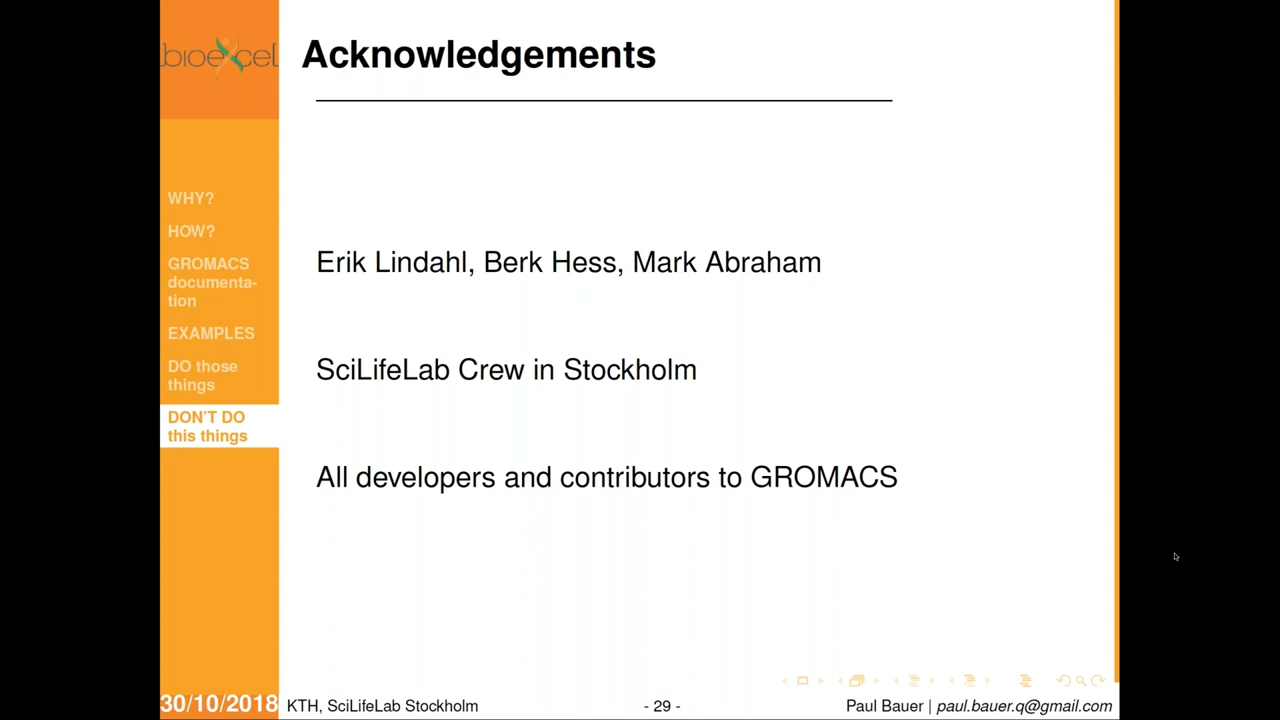 bioexcel
Acknowledgements
WHY?
HOW?
GROMACS
documenta-
tion
EXAMPLES
DO those
things
DON'T DO
this things
Erik Lindahl, Berk Hess, Mark Abraham
SciLifeLab Crew in Stockholm
All developers and contributors to GROMACS
30/10/2018
KTH, SciLifeLab Stockholm
- 29 -
Paul Bauer | paul.bauer.q@gmail.com